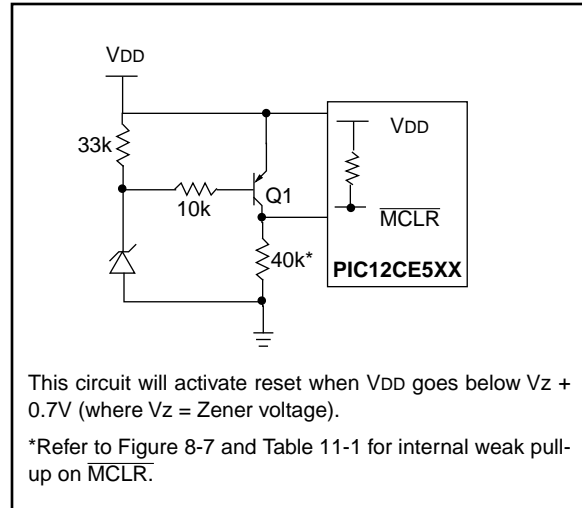 VDD
33k
10k
Q1
40k*
VDD
MCLR
PIC12CE5XX
This circuit will activate reset when VDD goes below Vz +
0.7V (where Vz = Zener voltage).
*Refer to Figure 8-7 and Table 11-1 for internal weak pull-
up on MCLR.